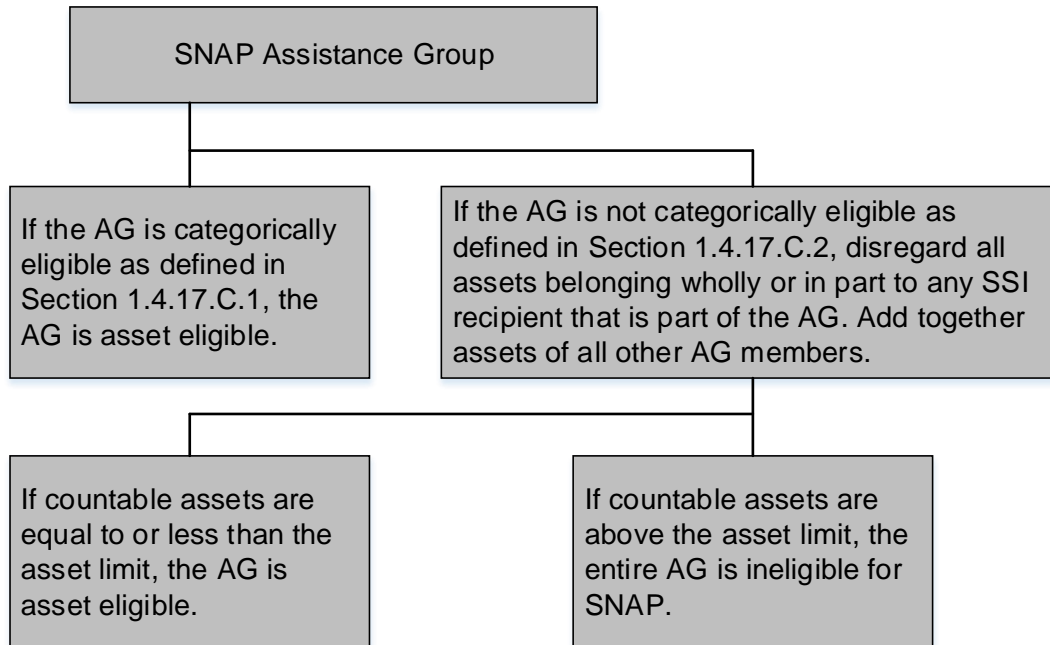 SNAP Assistance Group
If the AG is categorically
eligible as defined in
Section 1.4.17.C.1, the
AG is asset eligible.
If the AG is not categorically eligible as
defined in Section 1.4.17.C.2, disregard all
assets belonging wholly or in part to any SSI
recipient that is part of the AG. Add together
assets of all other AG members.
If countable assets are
equal to or less than the
asset limit, the AG is
asset eligible.
If countable assets are
above the asset limit, the
entire AG is ineligible for
SNAP.